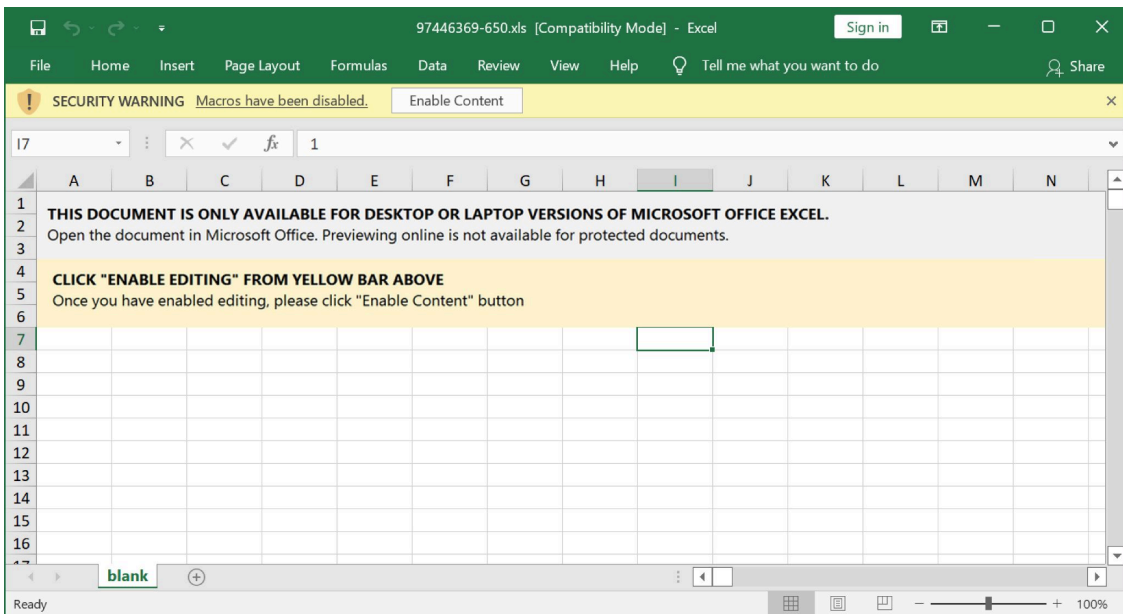 97446369-650.xls [Compatibility Mode] - Excel
Sign in
File Home Insert Page Layout Formulas Data Review View Help Tell me what you want to do Share
SECURITY WARNING Macros have been disabled. Enable Content
I7 fx 1
A B C D E F G H I J K L M N
1
THIS DOCUMENT IS ONLY AVAILABLE FOR DESKTOP OR LAPTOP VERSIONS OF MICROSOFT OFFICE EXCEL.
2
Open the document in Microsoft Office. Previewing online is not available for protected documents.
3
4
CLICK "ENABLE EDITING" FROM YELLOW BAR ABOVE
5
Once you have enabled editing, please click "Enable Content" button
6
7
8
9
10
11
12
13
14
15
16
17
blank
Ready
100%